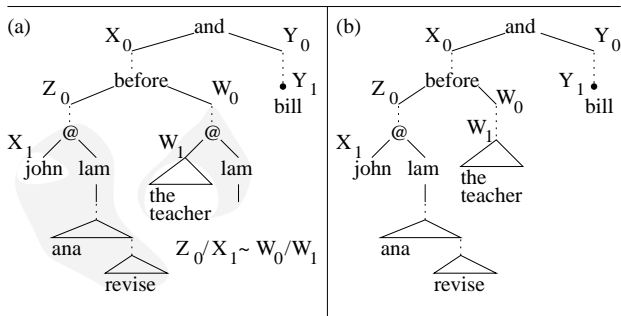 (a)
and
X0
Y0
before
Z0
W0
Y1
bill
@
@
X1
W1
john
lam
lam
the
teacher
ana
Z0/X1~ W0/W1
revise
(b)
and
X0
Y0
before
Z0
W0
Y1
bill
@
W1
X1
john
lam
the
teacher
ana
revise